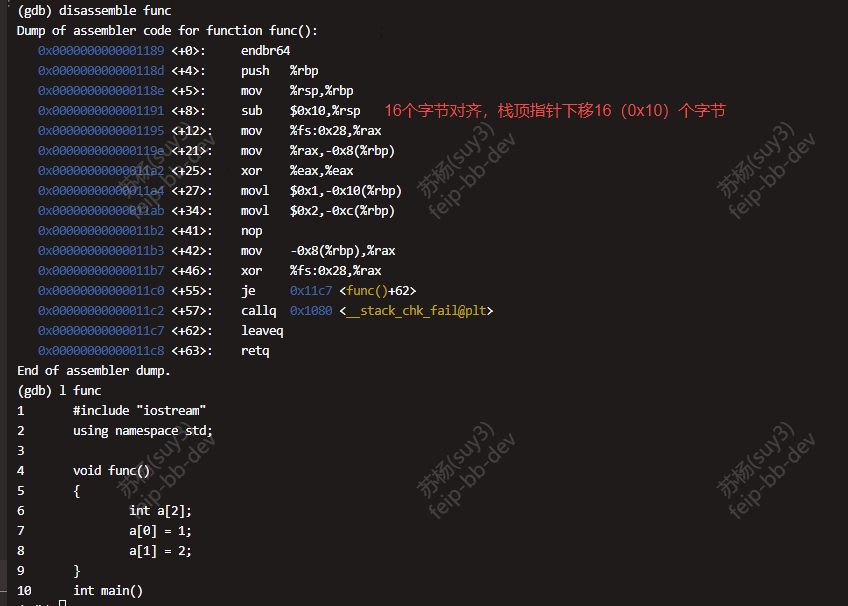 (gdb) disassemble func
Dump of assembler code for function func():
   0x0000000000001189 <+0>:     endbr64
   0x000000000000118d <+4>:     push   %rbp
   0x000000000000118e <+5>:     mov    %rsp,%rbp
   0x0000000000001191 <+8>:     sub    $0x10,%rsp 16个字节对齐，栈顶指针下移16（0x10）个字节
   0x0000000000001195 <+12>:    mov    %fs:0x28,%rax
   0x000000000000119e <+21>:    mov    %rax,-0x8(%rbp)
   0x00000000000011a2 <+25>:    xor    %eax,%eax
   0x00000000000011a4 <+27>:    movl   $0x1,-0x10(%rbp)
   0x00000000000011ab <+34>:    movl   $0x2,-0xc(%rbp)
   0x00000000000011b2 <+41>:    nop
   0x00000000000011b3 <+42>:    mov    -0x8(%rbp),%rax
   0x00000000000011b7 <+46>:    xor    %fs:0x28,%rax
   0x00000000000011c0 <+55>:    je     0x11c7 <func()+62>
   0x00000000000011c2 <+57>:    callq  0x1080 <__stack_chk_fail@plt>
   0x00000000000011c7 <+62>:    leaveq
   0x00000000000011c8 <+63>:    retq
End of assembler dump.
(gdb) l func
1       #include "iostream"
2       using namespace std;
3
4       void func()
5       {
6               int a[2];
7               a[0] = 1;
8               a[1] = 2;
9       }
10      int main()
苏杨(suy3)
feip-bb-dev
苏杨(suy3)
feip-bb-dev
苏杨(suy3)
feip-bb-dev
苏杨(suy3)
feip-bb-dev
苏杨(suy3)
feip-bb-dev
苏杨(suy3)
feip-bb-dev